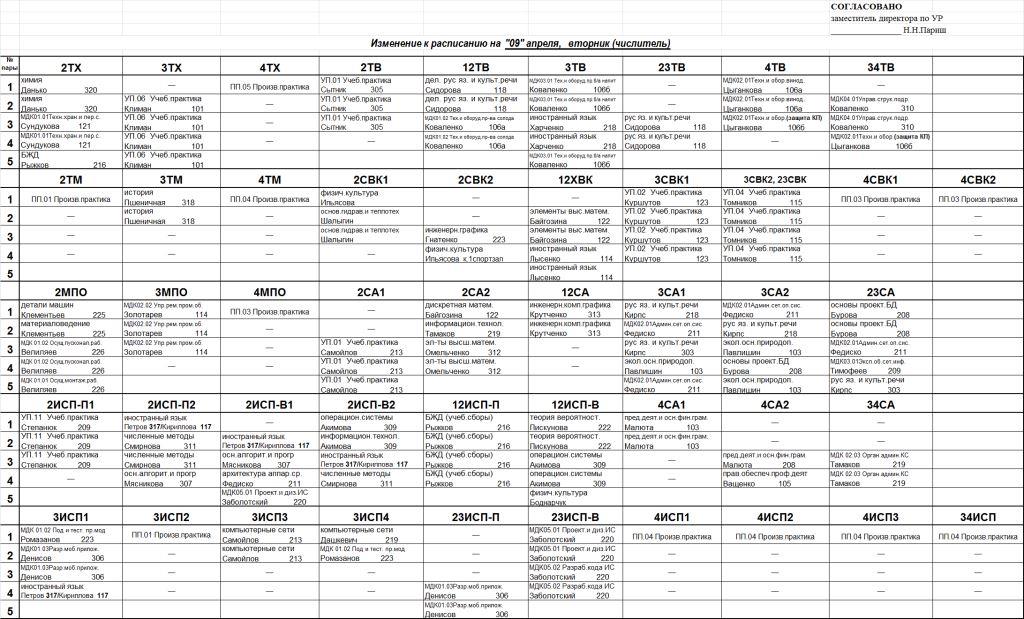 СОГЛАСОВАНО
заместитель директора по УР
Н.Н.Париш
Изменение к расписанию на "09" апреля, вторник (числитель)
№ пары 2ТХ 3ТХ 4ТХ 2ТВ 12ТВ 3ТВ 23ТВ 4ТВ 34ТВ
химия — УП.01 Учеб.практика дел. рус яз. и культ.речи МДК03.01 Тех.н оборуд.пр б/а напит — МДК02.01Техн.и обор.винод. —
1 ПП.05 Произв.практика
Данько 320 Сытник 305 Сидорова 118 Коваленко 106б Цыганкова 106а
химия УП.06 Учеб.практика — УП.01 Учеб.практика дел. рус яз. и культ.речи МДК03.01 Тех.н оборуд.пр б/а напит — МДК02.01Техн.и обор.винод. МДК04.01Управ.струк.подр.
2
Данько 320 Климан 101 Сытник 305 Сидорова 118 Коваленко 106б Цыганкова 106а Коваленко 310
МДК01.01Техн.хран.и пер.с. УП.06 Учеб.практика — УП.01 Учеб.практика МДК01.02 Тех.оборуд.пр-ва солода иностранный язык рус яз. и культ.речи МДК02.01Техн.и обор.(защита КП) МДК04.01Управ.струк.подр.
3
Сундукова 121 Климан 101 Сытник 305 Коваленко 106а Харченко 218 Сидорова 118 Цыганкова 106б Коваленко 310
МДК01.01Техн.хран.и пер.с. УП.06 Учеб.практика — — МДК01.02 Тех.оборуд.пр-ва солода иностранный язык рус яз. и культ.речи — МДК02.01Техн.и обор.(защита КП)
4
Сундукова 121 Климан 101 Коваленко 106а Харченко 218 Сидорова 118 Цыганкова 106б
БЖД УП.06 Учеб.практика МДК03.01 Тех.н оборуд.пр б/а напит
5
Рыжков 216 Климан 101 Коваленко 106б
2ТМ 3ТМ 4ТМ 2СВК1 2СВК2 12ХВК 3СВК1 3СВК2, 23СВК 4СВК1 4СВК2
история физич.культура — — УП.02 Учеб.практика УП.04 Учеб.практика
1 ПП.01 Произв.практика ПП.04 Произв.практика ПП.03 Произв.практика ПП.03 Произв.практика
Пшеничная 318 Ильясова Куршутов 123 Томников 115
— история — основ.гидрав.и теплотех — элементы выс.матем. УП.02 Учеб.практика УП.04 Учеб.практика — —
2
Пшеничная 318 Шалыгин Байгозина 122 Куршутов 123 Томников 115
— — — основ.гидрав.и теплотех инженерн.графика элементы выс.матем. УП.02 Учеб.практика УП.04 Учеб.практика — —
3
Шалыгин Гнатенко 223 Байгозина 122 Куршутов 123 Томников 115
— — — — физич.культура иностранный язык УП.02 Учеб.практика УП.04 Учеб.практика — —
4
Ильясова к.1спортзал Лысенко 114 Куршутов 123 Томников 115
иностранный язык
5
Лысенко 114
2МПО 3МПО 4МПО 2СА1 2СА2 12СА 3СА1 3СА2 23СА
детали машин МДК02.02 Упр.рем.пром.об. — дискретная матем. инженерн.комп.графика рус яз. и культ.речи МДК02.01Админ.сет.оп.сис. основы проект.БД
1 ПП.03 Произв.практика
Клементьев 225 Золотарев 114 Байгозина 122 Крутченко 313 Кирпс 218 Федиско 211 Бурова 208
материаловедение МДК02.02 Упр.рем.пром.об. — — информацион.технол. инженерн.комп.графика МДК02.01Админ.сет.оп.сис. рус яз. и культ.речи основы проект.БД
2
Клементьев 225 Золотарев 114 Тамаков 219 Крутченко 313 Федиско 211 Кирпс 218 Бурова 208
МДК 01.02 Осущ.пусконал.раб. МДК02.02 Упр.рем.пром.об. — УП.01 Учеб.практика эл-ты высш.матем. — рус яз. и культ.речи экол.осн.природоп. МДК02.01Админ.сет.оп.сис.
3
Велиляев 226 Золотарев 114 Самойлов 213 Омельченко 312 Кирпс 303 Павлишин 103 Федиско 211
МДК 01.02 Осущ.пусконал.раб. — — УП.01 Учеб.практика эл-ты высш.матем. — экол.осн.природоп. основы проект.БД МДК03.01Экспл.об.сет.инф.
4
Велиляев 226 Самойлов 213 Омельченко 312 Павлишин 103 Бурова 208 Тимофеев 209
МДК 01.01 Осущ.монтаж.раб. УП.01 Учеб.практика МДК02.01Админ.сет.оп.сис. экол.осн.природоп. рус яз. и культ.речи
5
Велиляев 226 Самойлов 213 Федиско 211 Павлишин 103 Кирпс 303
2ИСП-П1 2ИСП-П2 2ИСП-В1 2ИСП-В2 12ИСП-П 12ИСП-В 4СА1 4СА2 34СА
УП.11 Учеб.практика иностранный язык — операцион.системы БЖД (учеб.сборы) теория вероятност. пред.деят.и осн.фин.грам. — —
1
Степанюк 209 Петров 317/Кириллова 117 Акимова 309 Рыжков 216 Пискунова 222 Малюта 103
УП.11 Учеб.практика численные методы иностранный язык информацион.технол. БЖД (учеб.сборы) теория вероятност. пред.деят.и осн.фин.грам. — —
2
Степанюк 209 Смирнова 311 Петров 317/Кириллова 117 Акимова 309 Рыжков 216 Пискунова 222 Малюта 103
УП.11 Учеб.практика численные методы осн.алгорит.и прогр иностранный язык БЖД (учеб.сборы) операцион.системы — пред.деят.и осн.фин.грам. МДК 02.03 Орган.админ.КС
3
Степанюк 209 Смирнова 311 Мясникова 307 Петров 317/Кириллова 117 Рыжков 216 Акимова 309 Малюта 208 Тамаков 219
— осн.алгорит.и прогр архитектура аппар.ср. численные методы БЖД (учеб.сборы) операцион.системы — прав.обеспеч.проф.деят МДК 02.03 Орган.админ.КС
4
Мясникова 307 Федиско 211 Смирнова 311 Рыжков 216 Акимова 309 Ващенко 105 Тамаков 219
МДК05.01 Проект.и диз.ИС физич.культура
5
Заболотский 220 Боднарчук
3ИСП1 3ИСП2 3ИСП3 3ИСП4 23ИСП-П 23ИСП-В 4ИСП1 4ИСП2 4ИСП3 34ИСП
МДК 01.02 Под и тест. пр.мод компьютерные сети компьютерные сети — МДК05.01 Проект.и диз.ИС
1 ПП.01 Произв.практика ПП.04 Произв.практика ПП.04 Произв.практика ПП.04 Произв.практика ПП.04 Произв.практика
Ромазанов 223 Самойлов 213 Дашкевич 219 Заболотский 220
МДК01.03Разр.моб.прилож. — компьютерные сети МДК 01.02 Под и тест. пр.мод — МДК05.01 Проект.и диз.ИС — — — —
2
Денисов 306 Самойлов 213 Ромазанов 223 Заболотский 220
МДК01.03Разр.моб.прилож. — — — — МДК05.02 Разраб.кода ИС — — — —
3
Денисов 306 Заболотский 220
иностранный язык — — — МДК01.03Разр.моб.прилож. МДК05.02 Разраб.кода ИС — — — —
4
Петров 317/Кириллова 117 Денисов 306 Заболотский 220
МДК01.03Разр.моб.прилож.
5
Денисов 306